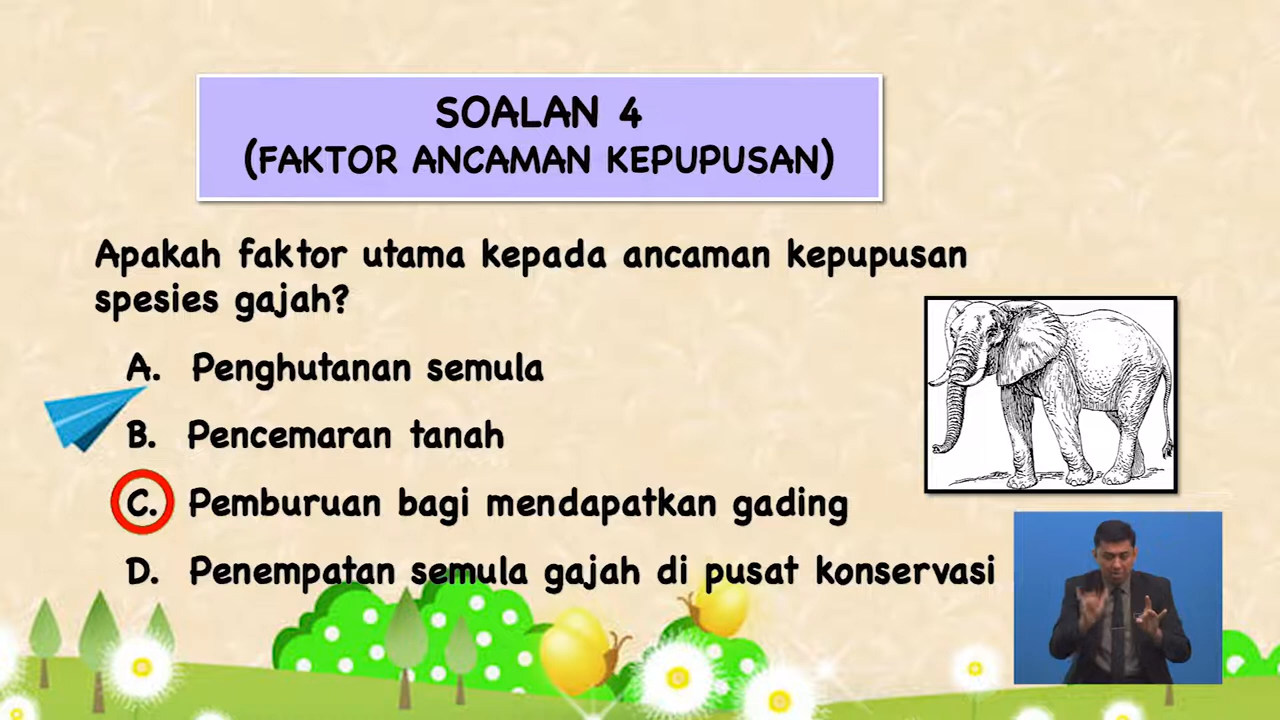 SOALAN 4
(FAKTOR ANCAMAN KEPUPUSAN)
Apakah faktor utama kepada ancaman kepupusan
spesies gajah?
A. Penghutanan semula
B. Pencemaran tanah
C. Pemburuan bagi mendapatkan gading
D. Penempatan semula gajah di pusat konservasi